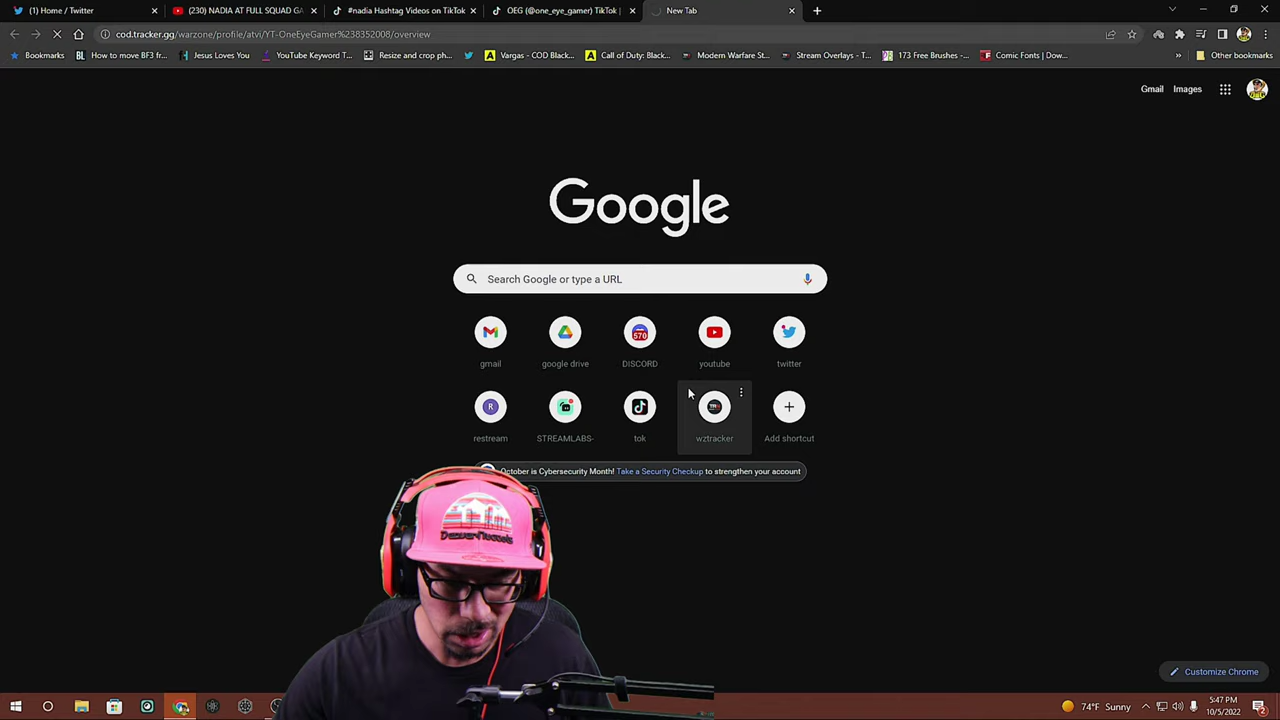 (1) Home / Twitter
(230) NADIA AT FULL SQUAD GA
#nadia Hashtag Videos on TikTok
OEG (@one_eye_gamer) TikTok |
New Tab
cod.tracker.gg/warzone/profile/atvi/YT-OneEyeGamer%238352008/overview
Bookmarks
How to move BF3 fr...
Jesus Loves You
YouTube Keyword T...
Resize and crop ph...
Vargas - COD Black...
Call of Duty: Black...
Modern Warfare St...
Stream Overlays - T...
173 Free Brushes -...
Comic Fonts | Dow...
Other bookmarks
Gmail Images
Google
Search Google or type a URL
gmail
google drive
DISCORD
youtube
twitter
restream
STREAMLABS-
tok
wztracker
Add shortcut
October is Cybersecurity Month! Take a Security Checkup to strengthen your account
Denver Nuggets
Customize Chrome
74°F Sunny
5:47 PM
10/5/2022